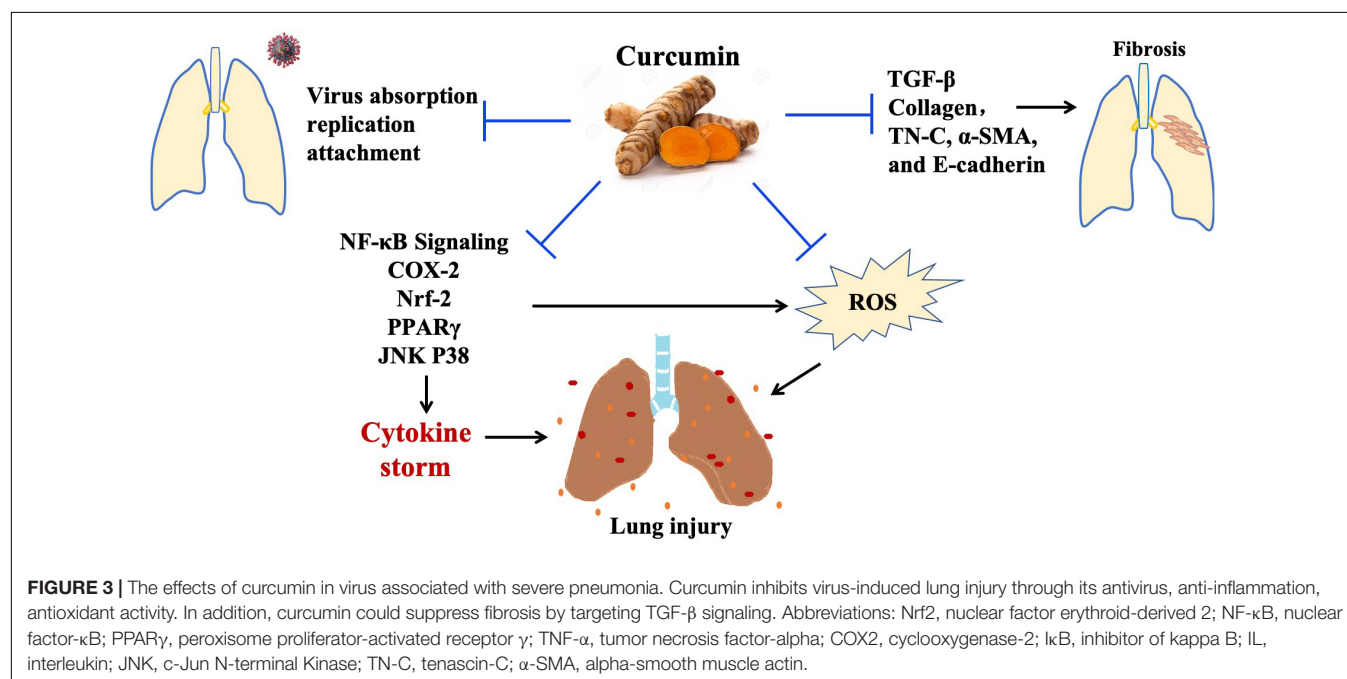 Curcumin
Fibrosis
Virus absorption
replication
attachment
TGF-β
Collagen,
TN-C, α-SMA,
and E-cadherin
NF-κB Signaling
COX-2
Nrf-2
PPARγ
JNK P38
ROS
Cytokine
storm
Lung injury
FIGURE 3 | The effects of curcumin in virus associated with severe pneumonia. Curcumin inhibits virus-induced lung injury through its antivirus, anti-inflammation,
antioxidant activity. In addition, curcumin could suppress fibrosis by targeting TGF-β signaling. Abbreviations: Nrf2, nuclear factor erythroid-derived 2; NF-κB, nuclear
factor-κB; PPARγ, peroxisome proliferator-activated receptor γ; TNF-α, tumor necrosis factor-alpha; COX2, cyclooxygenase-2; IκB, inhibitor of kappa B; IL,
interleukin; JNK, c-Jun N-terminal Kinase; TN-C, tenascin-C; α-SMA, alpha-smooth muscle actin.